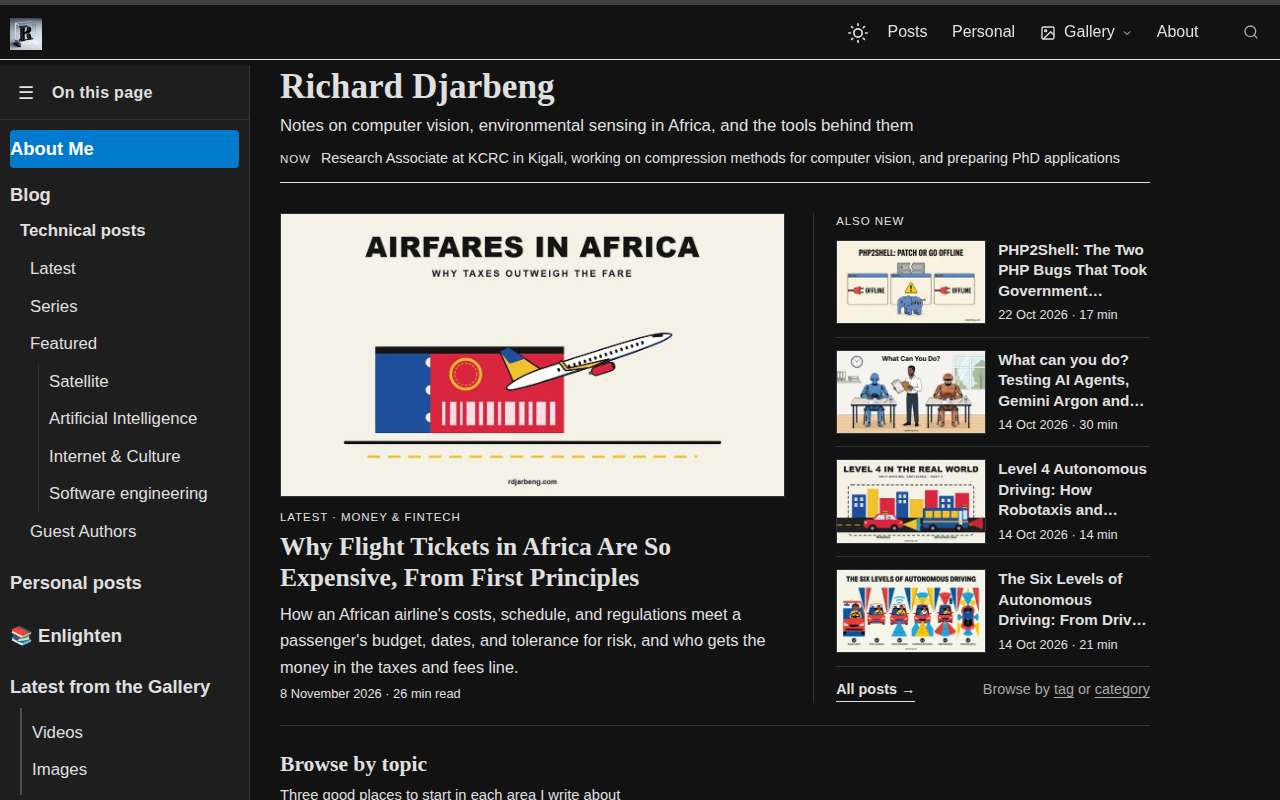 R
Posts
Personal
Gallery
About
☰ On this page
About Me
Blog
Technical posts
Latest
Series
Featured
Satellite
Artificial Intelligence
Internet & Culture
Software engineering
Guest Authors
Personal posts
📚 Enlighten
Latest from the Gallery
Videos
Images
Richard Djarbeng
Notes on computer vision, environmental sensing in Africa, and the tools behind them
NOW Research Associate at KCRC in Kigali, working on compression methods for computer vision, and preparing PhD applications
AIRFARES IN AFRICA
WHY TAXES OUTWEIGH THE FARE
rdjarbeng.com
LATEST · MONEY & FINTECH
Why Flight Tickets in Africa Are So
Expensive, From First Principles
How an African airline's costs, schedule, and regulations meet a
passenger's budget, dates, and tolerance for risk, and who gets the
money in the taxes and fees line.
8 November 2026 · 26 min read
ALSO NEW
PHP2SHELL: PATCH OR GO OFFLINE
OFFLINE
OFFLINE
PHP2Shell: The Two
PHP Bugs That Took
Government…
22 Oct 2026 · 17 min
What Can You Do?
What can you do?
Testing AI Agents,
Gemini Argon and…
14 Oct 2026 · 30 min
LEVEL 4 IN THE REAL WORLD
Level 4 Autonomous
Driving: How
Robotaxis and…
14 Oct 2026 · 14 min
THE SIX LEVELS OF AUTONOMOUS DRIVING
The Six Levels of
Autonomous
Driving: From Driv…
14 Oct 2026 · 21 min
All posts →
Browse by tag or category
Browse by topic
Three good places to start in each area I write about